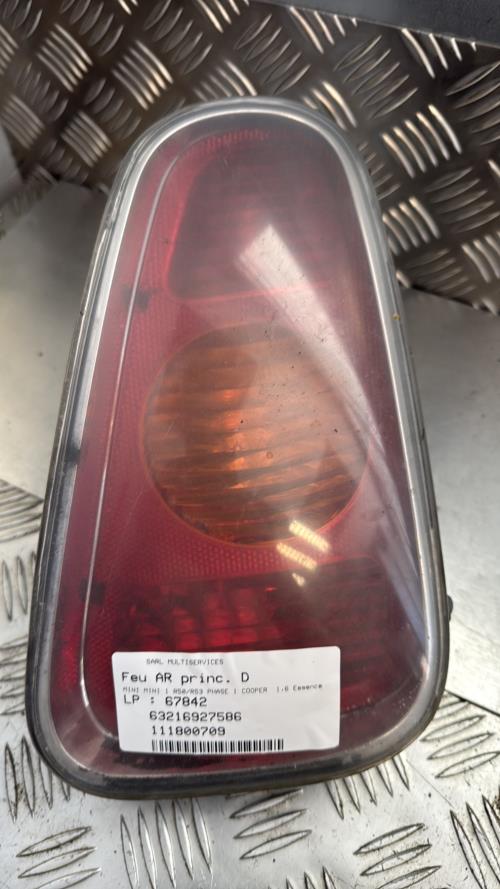 SARL MULTISERVICES
Feu AR princ. D
MINI MINI 1 R50/R53 PHASE 1 COOPER 1.6 Essence
LP : 67842
63216927586
111800709